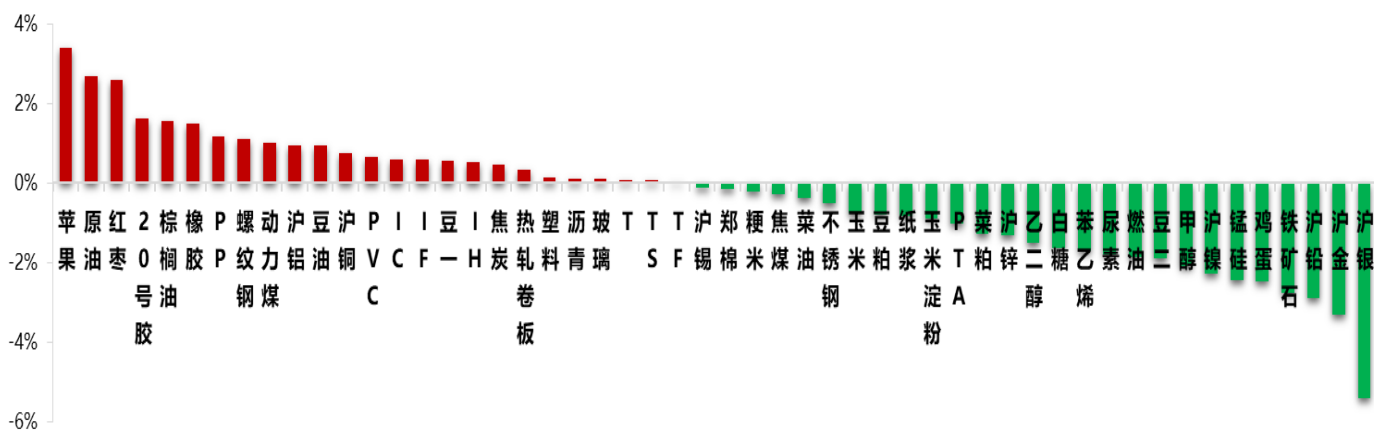 4%
2%
0%
-2%
-4%
-6%
苹果
原油
红枣
20号胶
棕榈油
橡胶
PP
螺纹钢
动力煤
沪铝
豆油
沪铜
PVC
IC
IF
豆一
IH
焦炭
热轧卷板
塑料
沥青
玻璃
T
TS
TF
沪锡
郑棉
粳米
焦煤
菜油
不锈钢
玉米
豆粕
纸浆
玉米淀粉
PTA
菜粕
沪锌
乙二醇
白糖
苯乙烯
尿素
燃油
豆二
甲醇
沪镍
锰硅
鸡蛋
铁矿石
沪铅
沪金
沪银